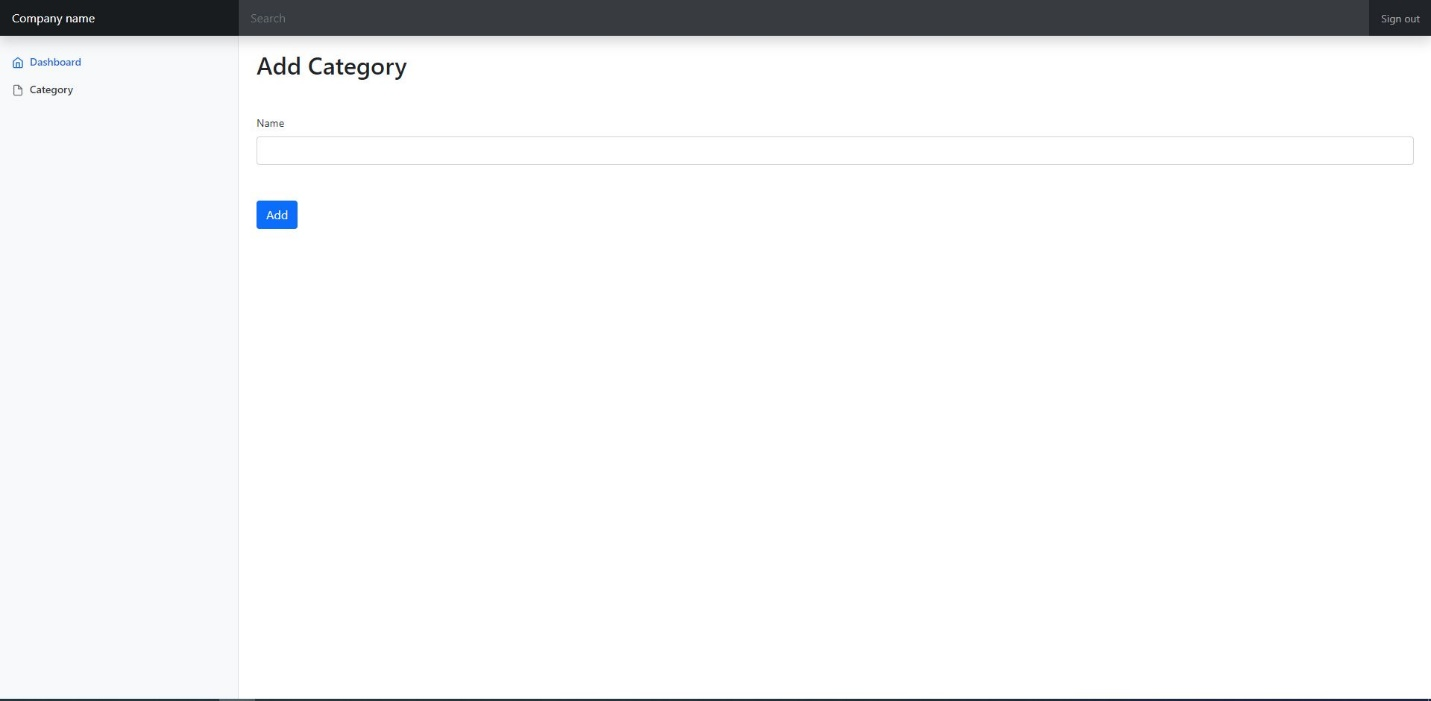 Company name
Search
Sign out
Dashboard
Category
Add Category
Name
Add